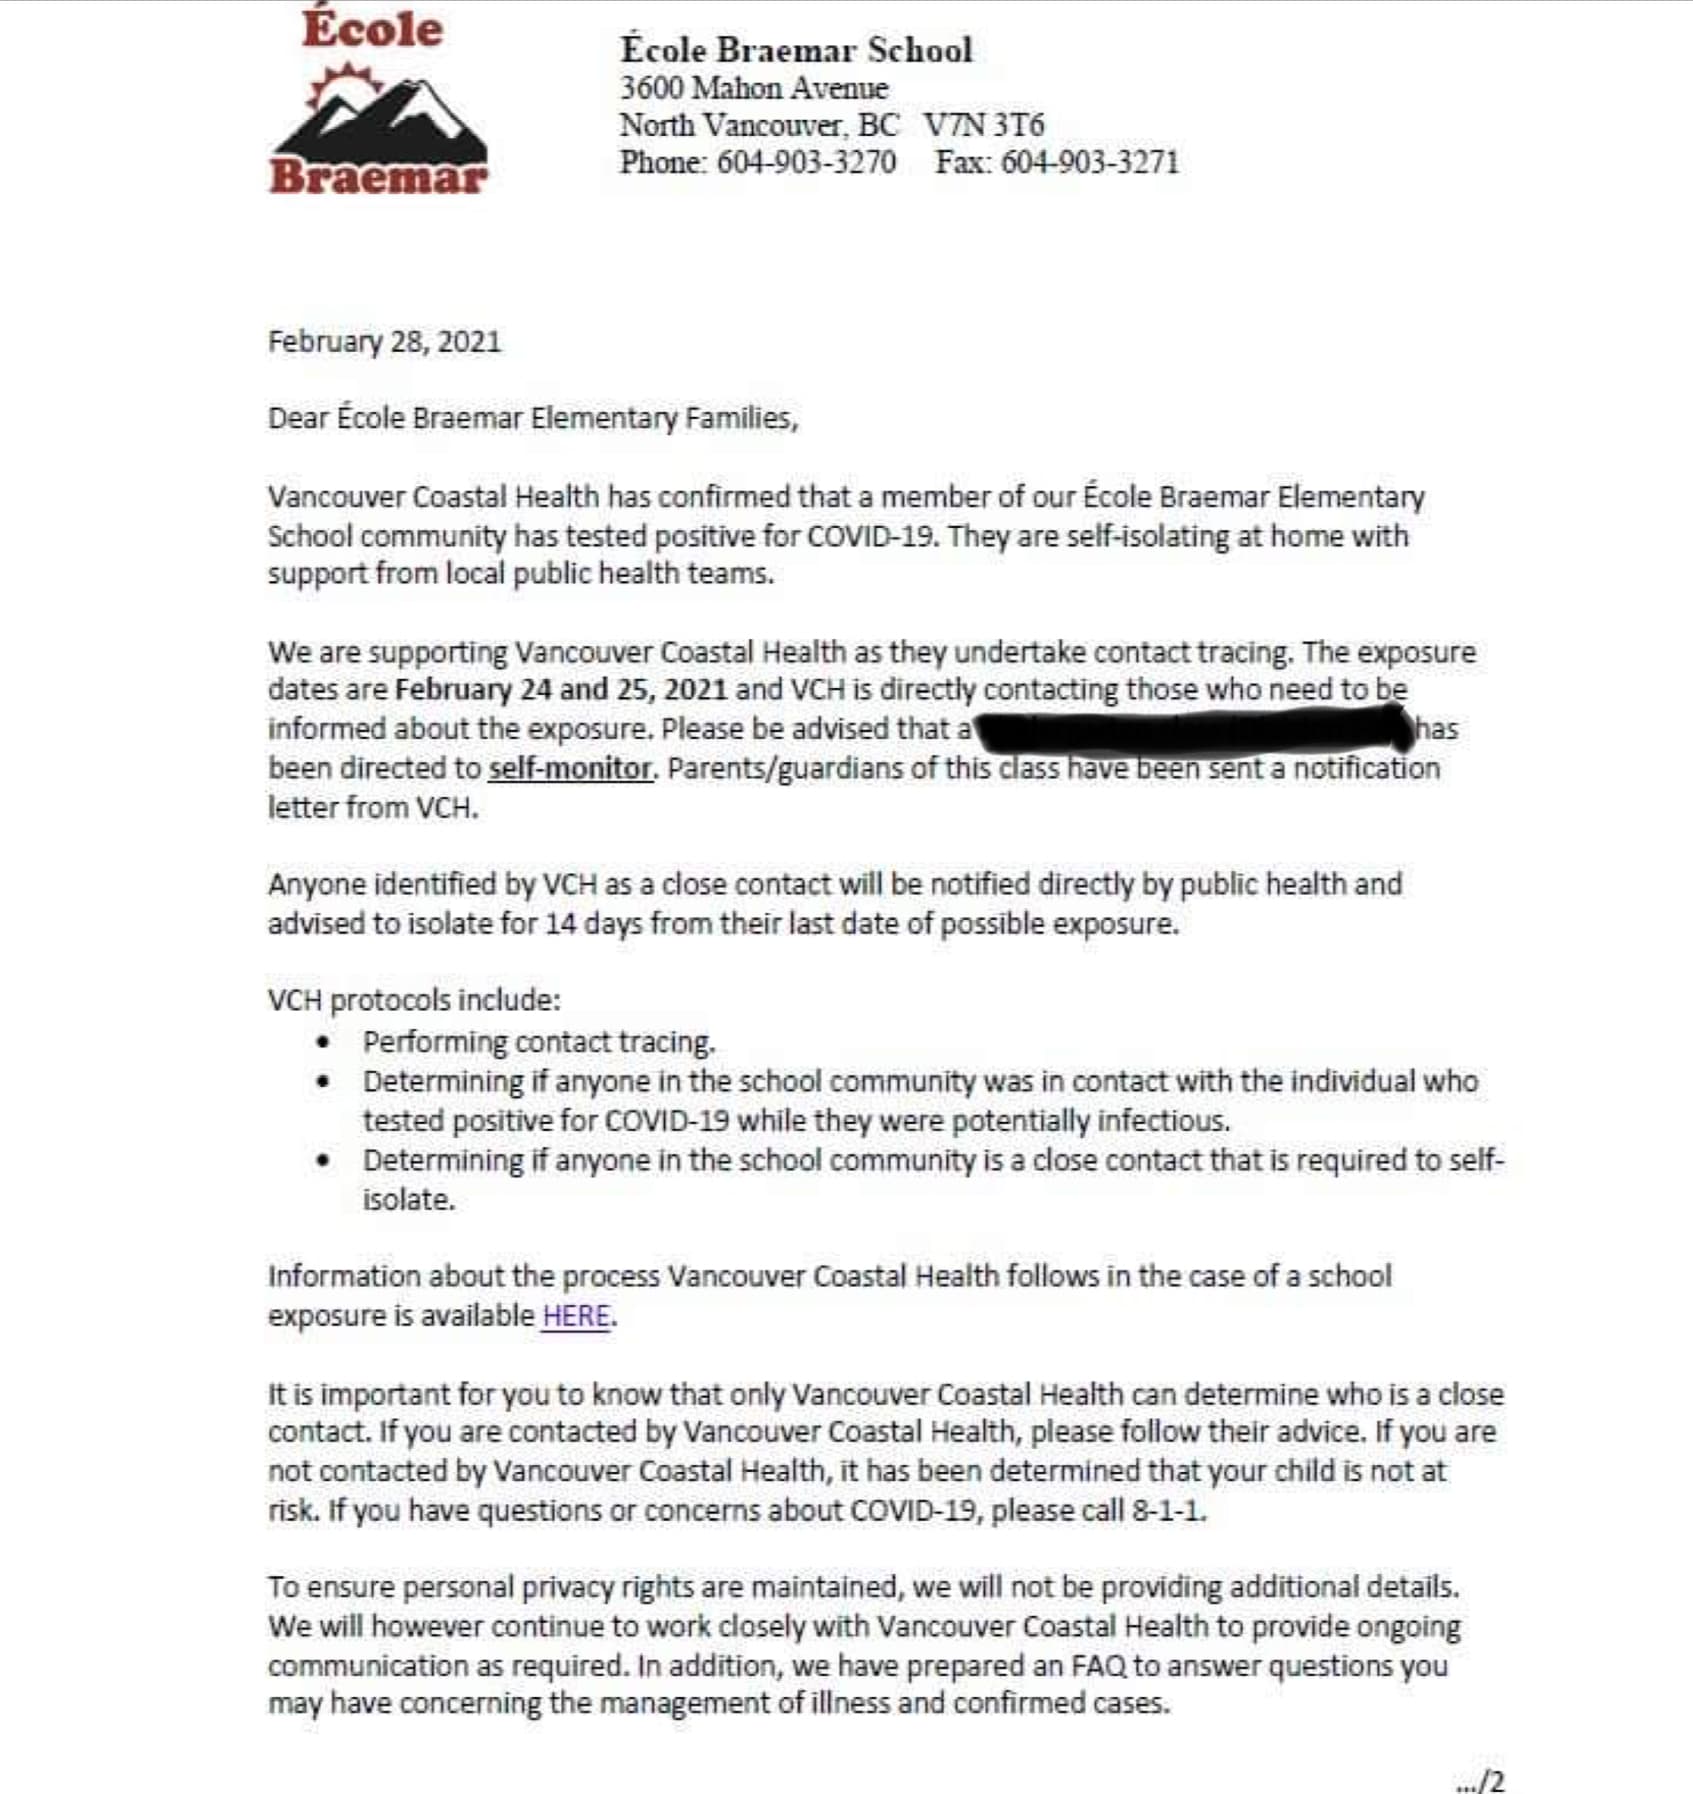 École
Braemar
École Braemar School
3600 Mahon Avenue
North Vancouver, BC V7N 3T6
Phone: 604-903-3270 Fax: 604-903-3271
February 28, 2021
Dear École Braemar Elementary Families,
Vancouver Coastal Health has confirmed that a member of our École Braemar Elementary
School community has tested positive for COVID-19. They are self-isolating at home with
support from local public health teams.
We are supporting Vancouver Coastal Health as they undertake contact tracing. The exposure
dates are February 24 and 25, 2021 and VCH is directly contacting those who need to be
informed about the exposure. Please be advised that a has
been directed to self-monitor. Parents/guardians of this class have been sent a notification
letter from VCH.
Anyone identified by VCH as a close contact will be notified directly by public health and
advised to isolate for 14 days from their last date of possible exposure.
VCH protocols include:
• Performing contact tracing.
• Determining if anyone in the school community was in contact with the individual who
tested positive for COVID-19 while they were potentially infectious.
• Determining if anyone in the school community is a close contact that is required to self-
isolate.
Information about the process Vancouver Coastal Health follows in the case of a school
exposure is available HERE.
It is important for you to know that only Vancouver Coastal Health can determine who is a close
contact. If you are contacted by Vancouver Coastal Health, please follow their advice. If you are
not contacted by Vancouver Coastal Health, it has been determined that your child is not at
risk. If you have questions or concerns about COVID-19, please call 8-1-1.
To ensure personal privacy rights are maintained, we will not be providing additional details.
We will however continue to work closely with Vancouver Coastal Health to provide ongoing
communication as required. In addition, we have prepared an FAQ to answer questions you
may have concerning the management of illness and confirmed cases.
.../2